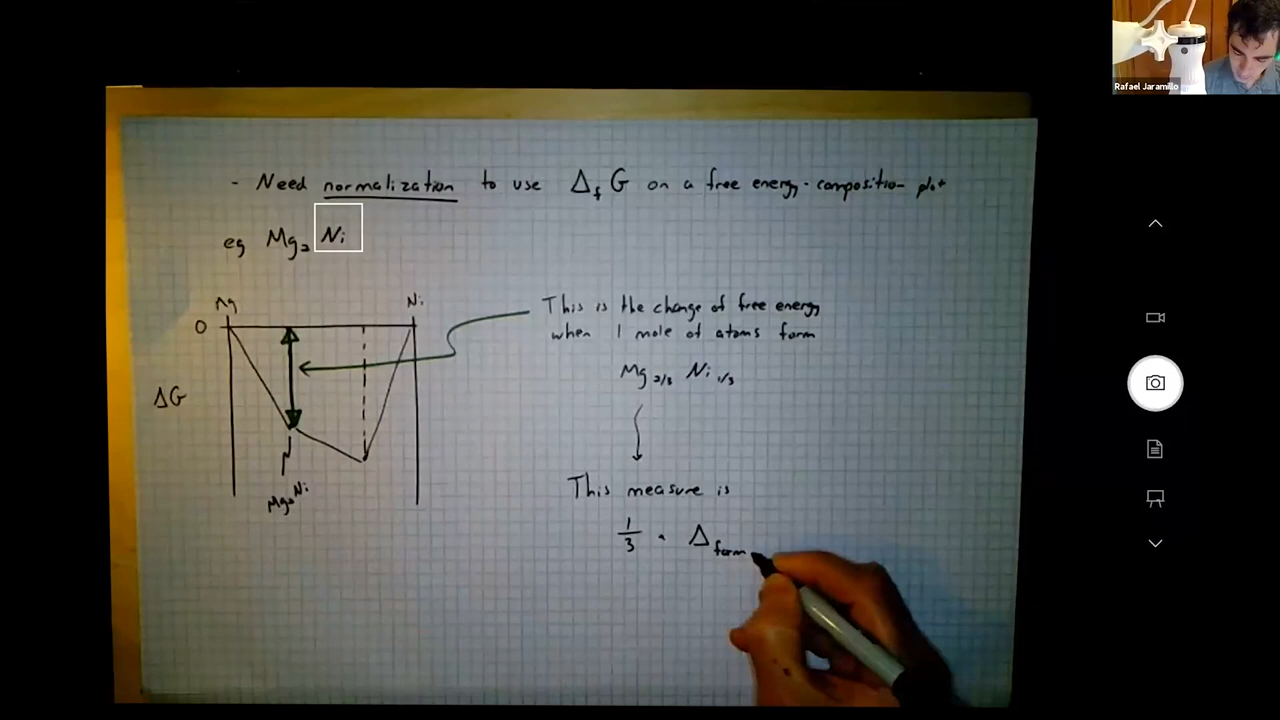 - Need normalization to use Δf G on a free energy-composition plot
eg Mg2 Ni
Mg
Ni
0
ΔG
Mg2Ni
This is the change of free energy
when 1 mole of atoms form
Mg2/3 Ni1/3
This measure is
1/3 · Δform
Rafael Jaramillo